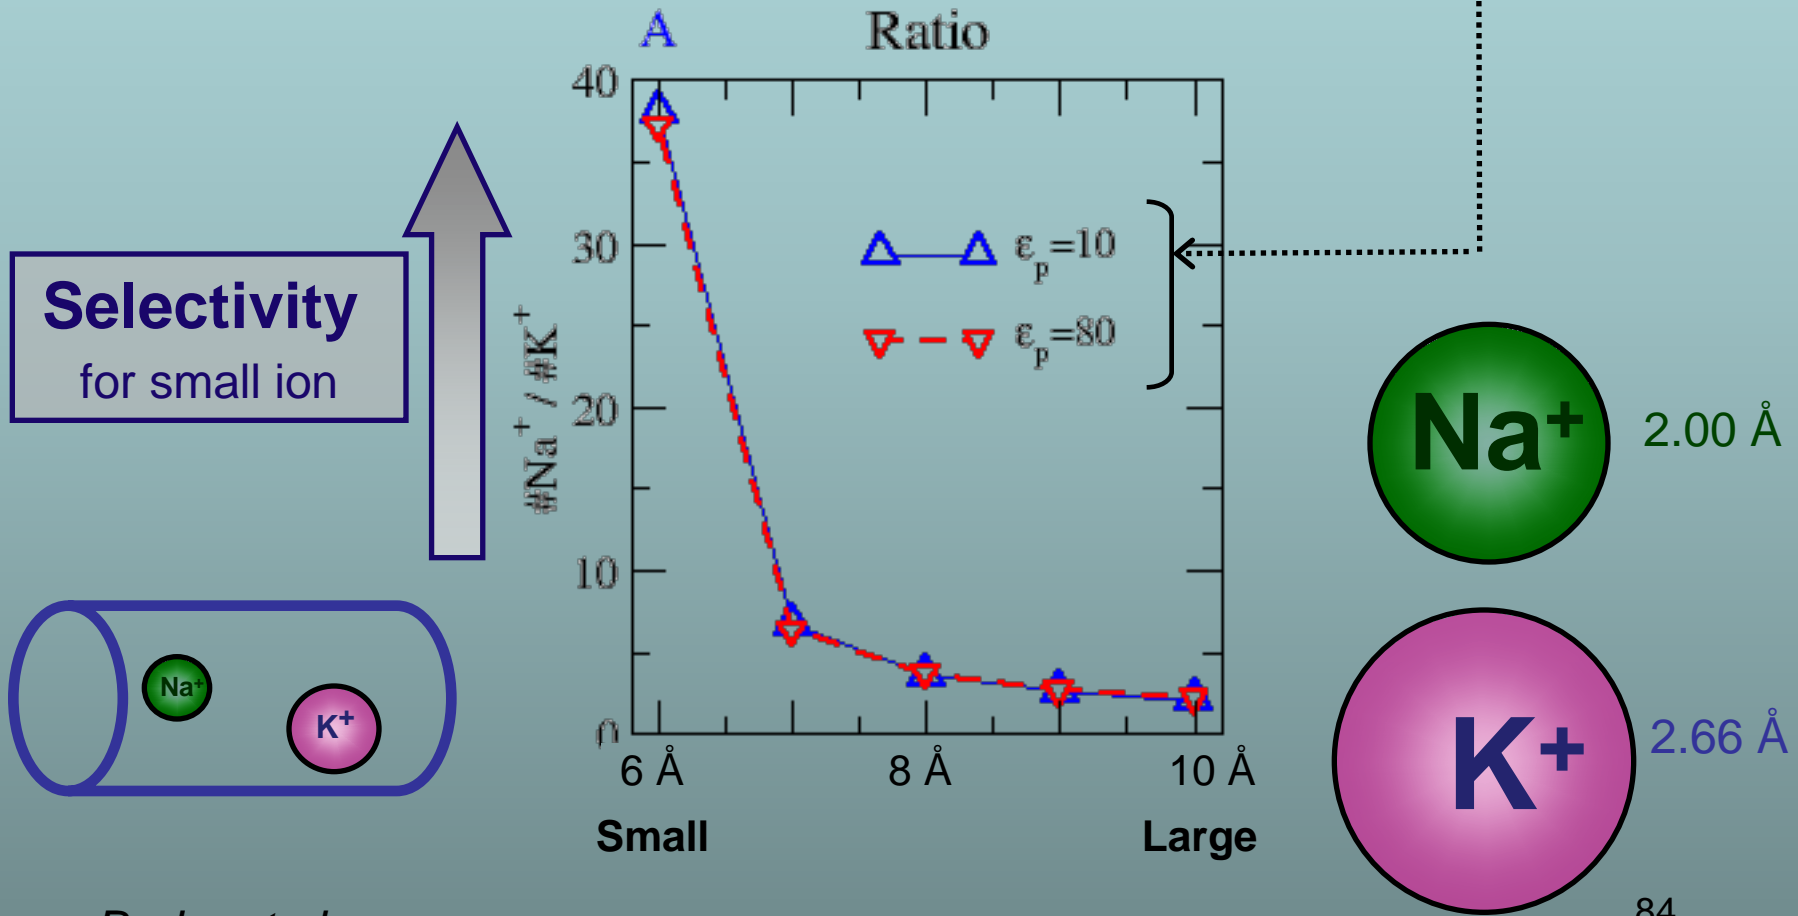 A
Ratio
40
30
20
10
0
#Na⁺ / #K⁺
εₚ=10
εₚ=80
6 Å
8 Å
10 Å
Small
Large
Selectivity
for small ion
Na⁺
K⁺
Na⁺
2.00 Å
K⁺
2.66 Å
84